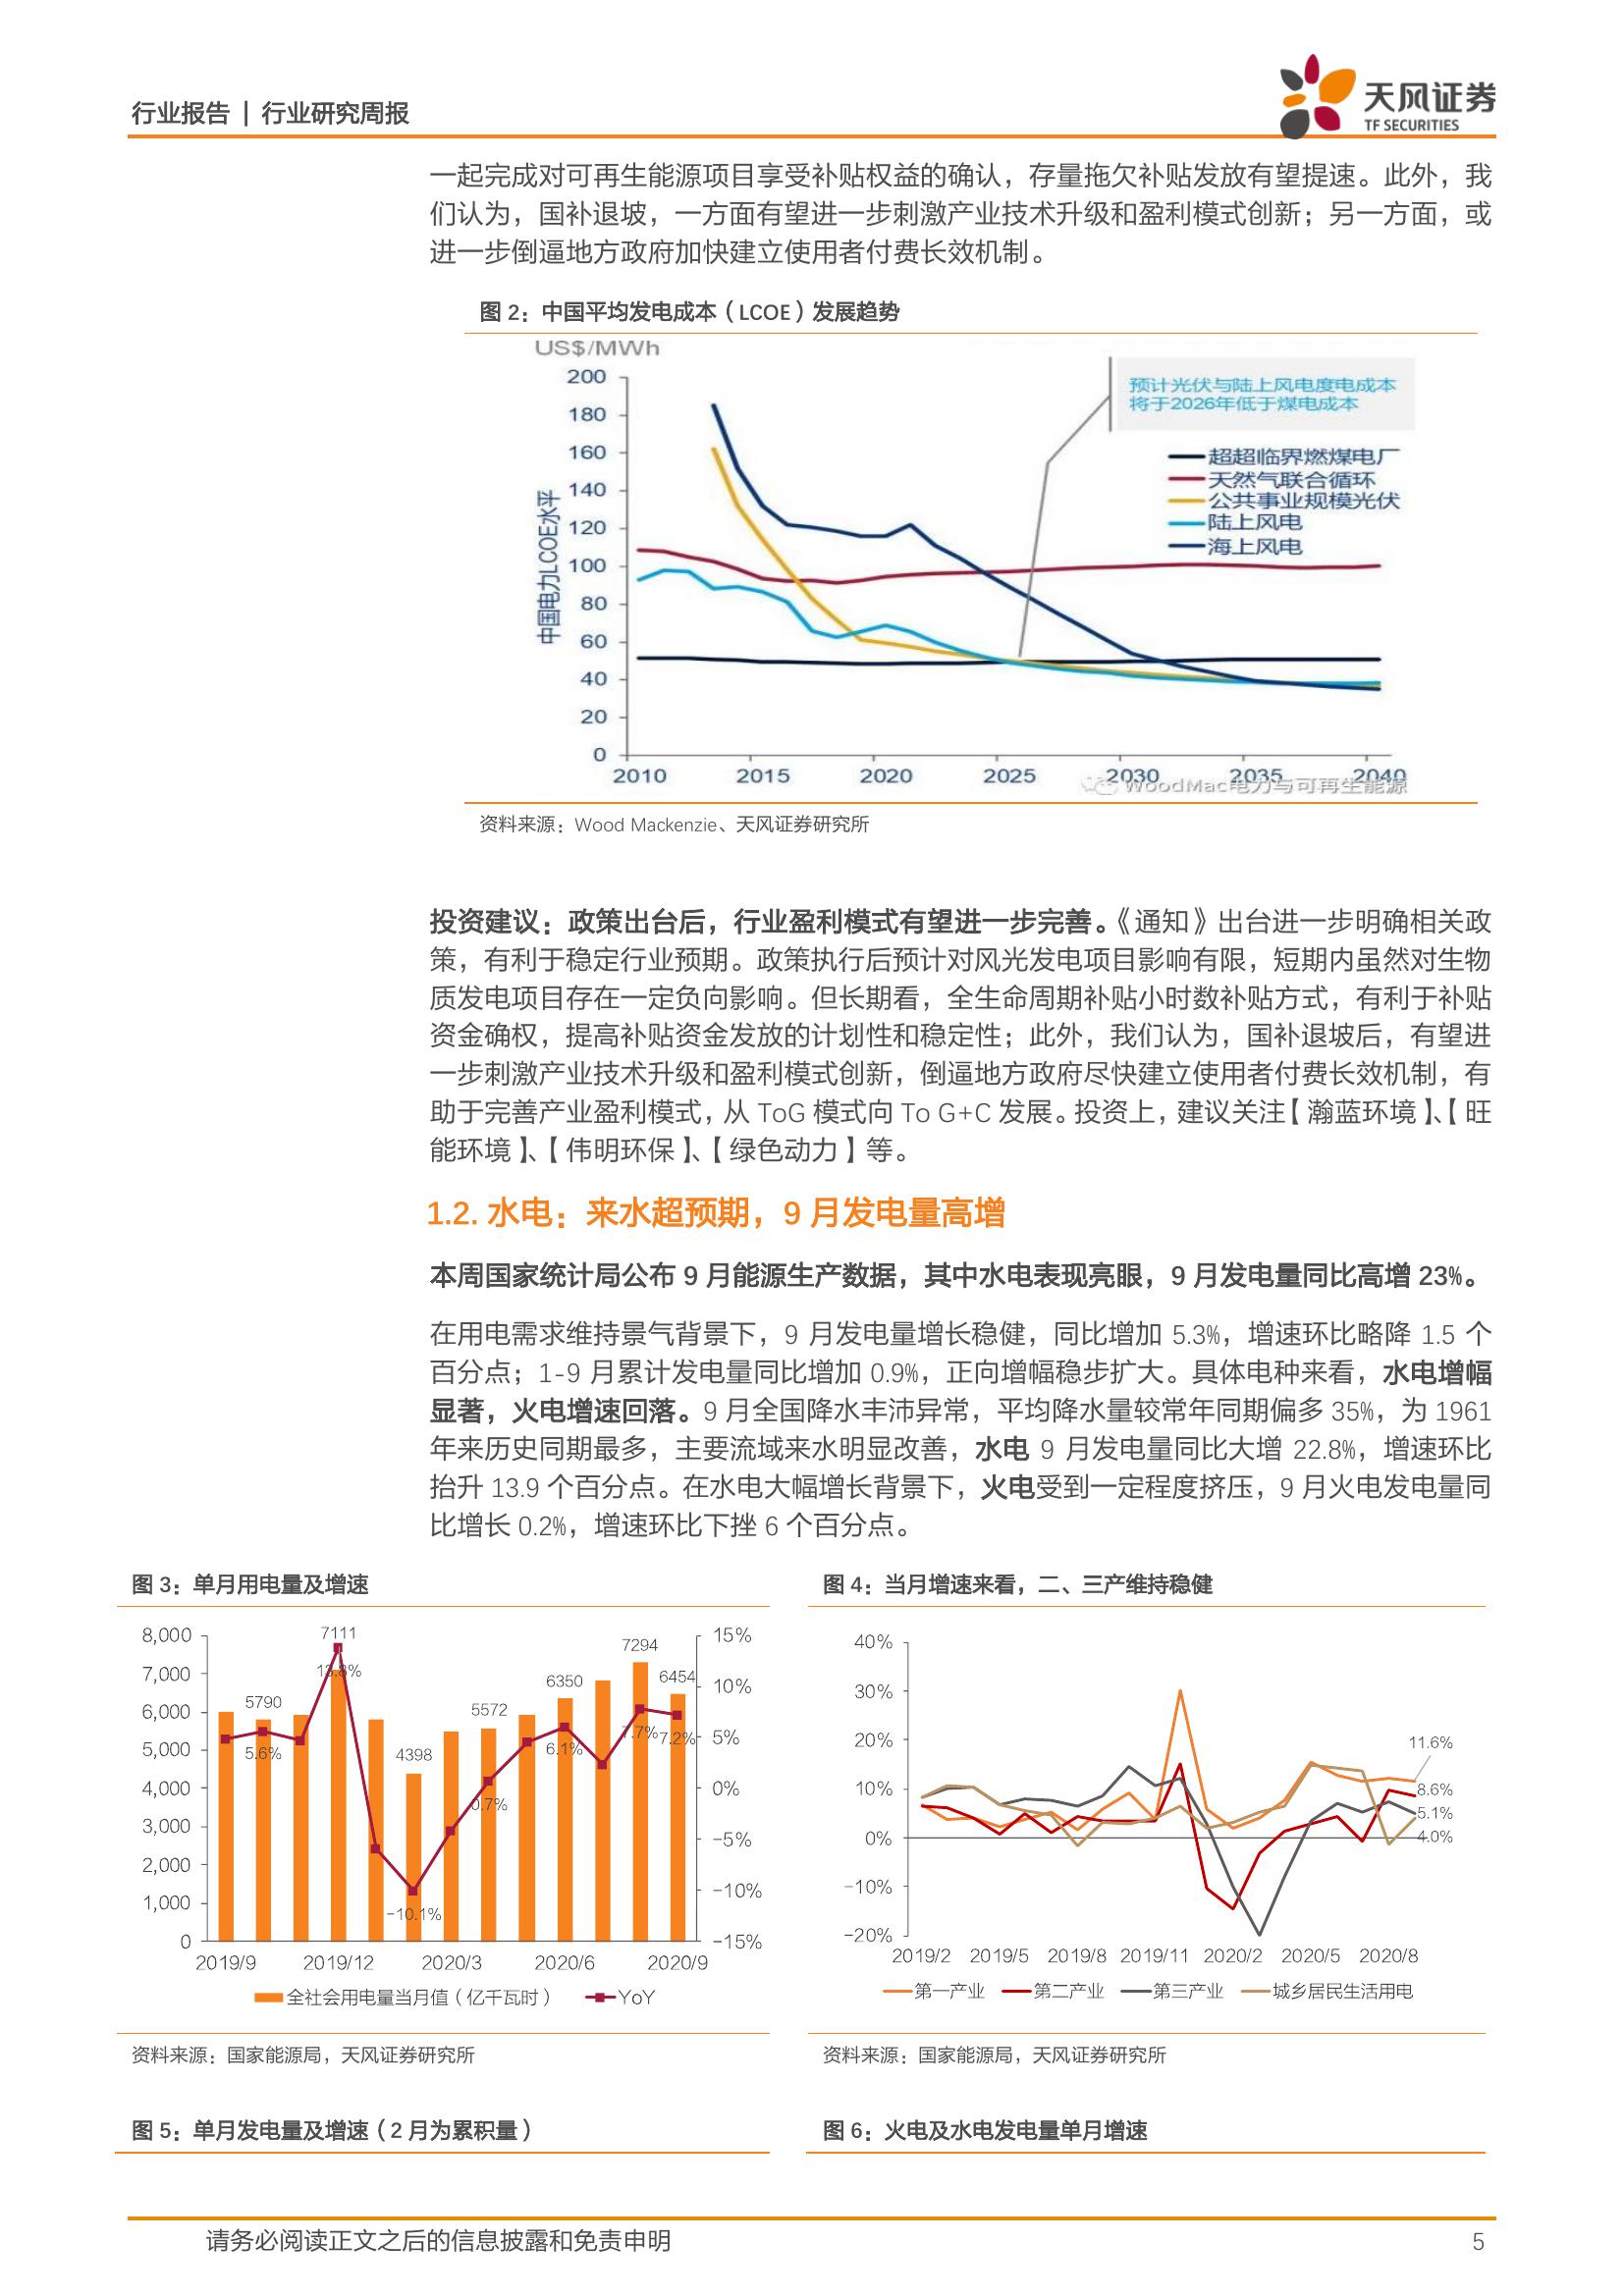 行业报告 | 行业研究周报
天风证券
TF SECURITIES
一起完成对可再生能源项目享受补贴权益的确认，存量拖欠补贴发放有望提速。此外，我
们认为，国补退坡，一方面有望进一步刺激产业技术升级和盈利模式创新；另一方面，或
进一步倒逼地方政府加快建立使用者付费长效机制。
图 2：中国平均发电成本（LCOE）发展趋势
US$/MWh
中国电力LCOE水平
200
180
160
140
120
100
80
60
40
20
0
2010 2015 2020 2025 2030 2035 2040
预计光伏与陆上风电度电成本
将于2026年低于煤电成本
超超临界燃煤电厂
天然气联合循环
公共事业规模光伏
陆上风电
海上风电
WoodMac电力与可再生能源
资料来源：Wood Mackenzie、天风证券研究所
投资建议：政策出台后，行业盈利模式有望进一步完善。《通知》出台进一步明确相关政
策，有利于稳定行业预期。政策执行后预计对风光发电项目影响有限，短期内虽然对生物
质发电项目存在一定负向影响。但长期看，全生命周期补贴小时数补贴方式，有利于补贴
资金确权，提高补贴资金发放的计划性和稳定性；此外，我们认为，国补退坡后，有望进
一步刺激产业技术升级和盈利模式创新，倒逼地方政府尽快建立使用者付费长效机制，有
助于完善产业盈利模式，从 ToG 模式向 To G+C 发展。投资上，建议关注【瀚蓝环境】、【旺
能环境】、【伟明环保】、【绿色动力】等。
1.2. 水电：来水超预期，9 月发电量高增
本周国家统计局公布 9 月能源生产数据，其中水电表现亮眼，9 月发电量同比高增 23%。
在用电需求维持景气背景下，9 月发电量增长稳健，同比增加 5.3%，增速环比略降 1.5 个
百分点；1-9 月累计发电量同比增加 0.9%，正向增幅稳步扩大。具体电种来看，水电增幅
显著，火电增速回落。9 月全国降水丰沛异常，平均降水量较常年同期偏多 35%，为 1961
年来历史同期最多，主要流域来水明显改善，水电 9 月发电量同比大增 22.8%，增速环比
抬升 13.9 个百分点。在水电大幅增长背景下，火电受到一定程度挤压，9 月火电发电量同
比增长 0.2%，增速环比下挫 6 个百分点。
图 3：单月用电量及增速
8,000
7,000
6,000
5,000
4,000
3,000
2,000
1,000
0
5790
7111
4398
5572
6350
7294
6454
5.6%
13.8%
-10.1%
0.7%
6.1%
7.7%
7.2%
15%
10%
5%
0%
-5%
-10%
-15%
2019/9 2019/12 2020/3 2020/6 2020/9
全社会用电量当月值（亿千瓦时） YoY
资料来源：国家能源局，天风证券研究所
图 4：当月增速来看，二、三产维持稳健
40%
30%
20%
10%
0%
-10%
-20%
11.6%
8.6%
5.1%
4.0%
2019/2 2019/5 2019/8 2019/11 2020/2 2020/5 2020/8
第一产业 第二产业 第三产业 城乡居民生活用电
资料来源：国家能源局，天风证券研究所
图 5：单月发电量及增速（2 月为累积量）
图 6：火电及水电发电量单月增速
请务必阅读正文之后的信息披露和免责申明
5